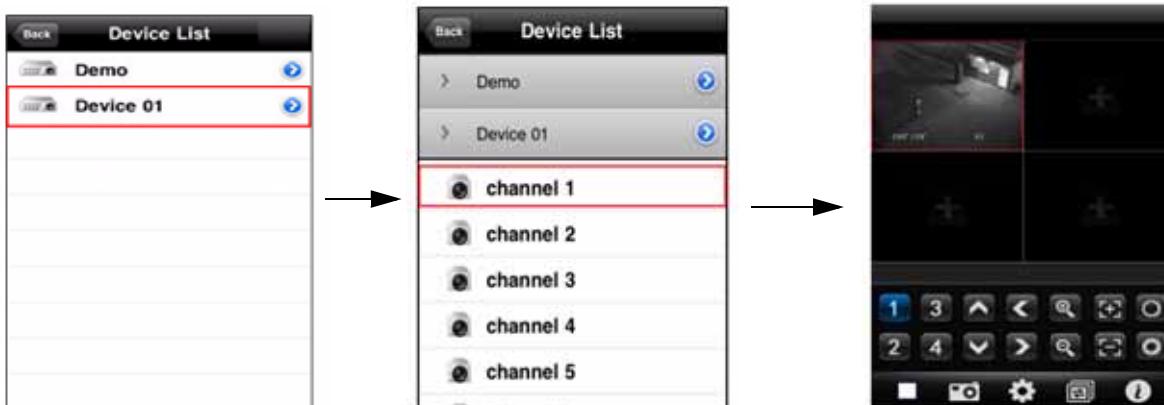 Back Device List
Demo
Device 01
Back Device List
Demo
Device 01
channel 1
channel 2
channel 3
channel 4
channel 5
1 3
2 4